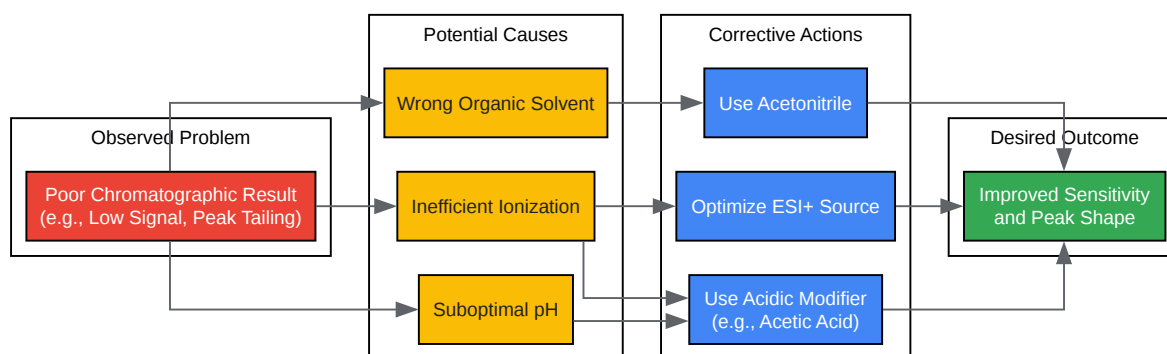 Observed Problem
Poor Chromatographic Result
(e.g., Low Signal, Peak Tailing)
Potential Causes
Wrong Organic Solvent
Inefficient Ionization
Suboptimal pH
Corrective Actions
Use Acetonitrile
Optimize ESI+ Source
Use Acidic Modifier
(e.g., Acetic Acid)
Desired Outcome
Improved Sensitivity
and Peak Shape